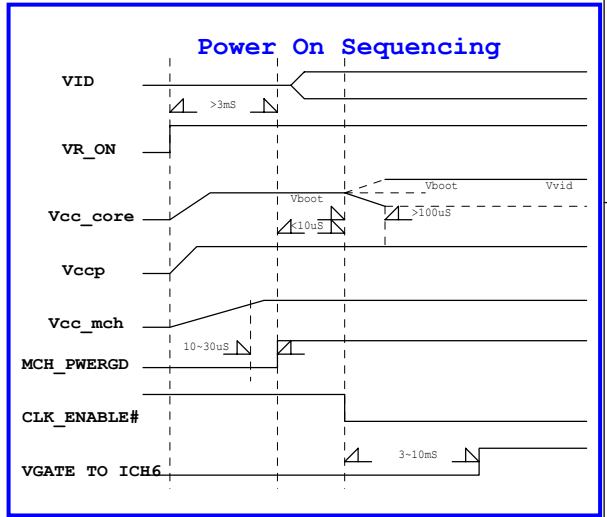 Power On Sequencing
VID
>3mS
VR_ON
Vboot
Vboot
Vvid
Vcc_core
<10uS
>100uS
Vccp
Vcc_mch
10~30uS
MCH_PWERGD
CLK_ENABLE#
3~10mS
VGATE TO ICH6